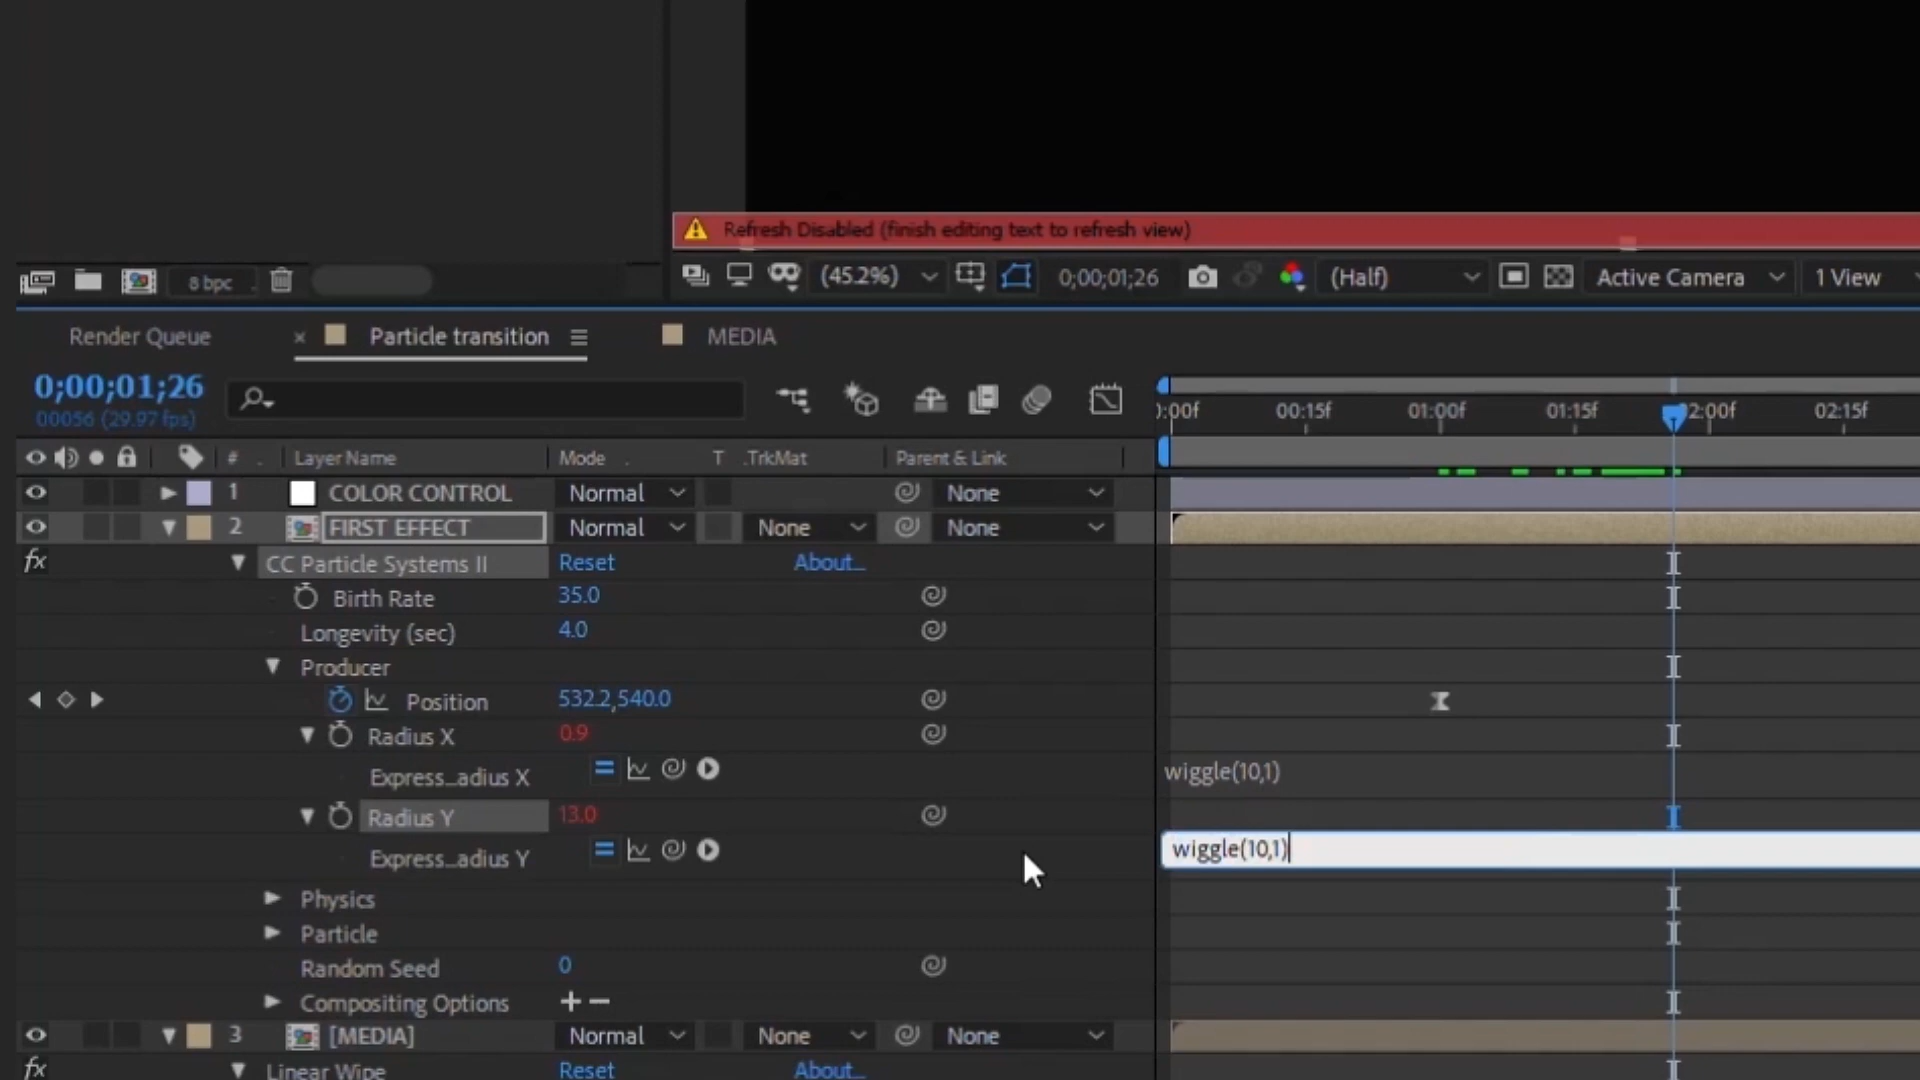 Refresh Disabled (finish editing text to refresh view)
8 bpc
(45.2%)
0;00;01;26
(Half)
Active Camera
1 View
Render Queue
Particle transition
MEDIA
0;00;01;26
00056 (29.97 fps)
0:00f 00:15f 01:00f 01:15f 02:00f 02:15f
# Layer Name Mode T .TrkMat Parent & Link
1 COLOR CONTROL Normal None
2 FIRST EFFECT Normal None None
fx CC Particle Systems II Reset About...
Birth Rate 35.0
Longevity (sec) 4.0
Producer
Position 532.2,540.0
Radius X 0.9
Express...adius X wiggle(10,1)
Radius Y 13.0
Express...adius Y wiggle(10,1)
Physics
Particle
Random Seed 0
Compositing Options + −
3 [MEDIA] Normal None None
fx Linear Wipe Reset About...